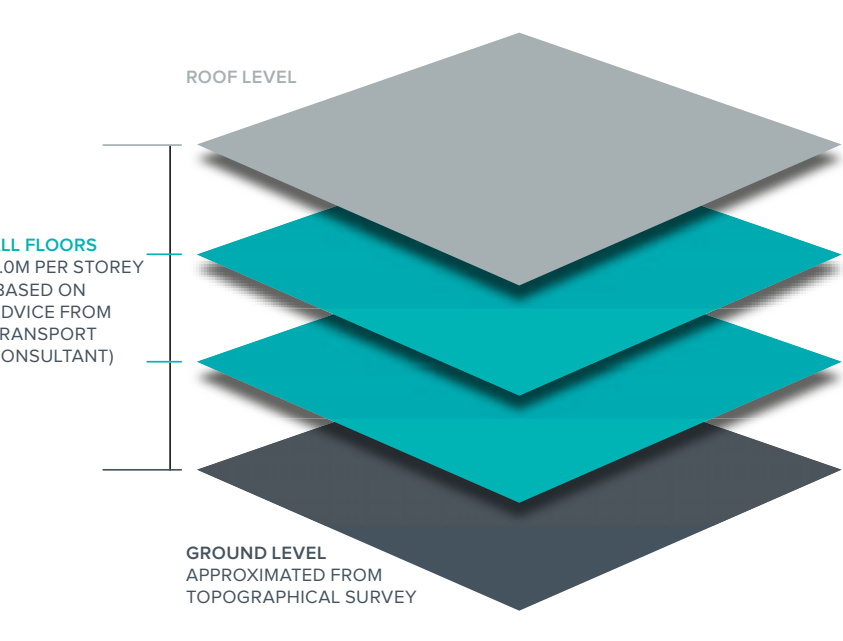 ROOF LEVEL
LL FLOORS
.0M PER STOREY
BASED ON
DVICE FROM
RANSPORT
ONSULTANT)
GROUND LEVEL
APPROXIMATED FROM
TOPOGRAPHICAL SURVEY